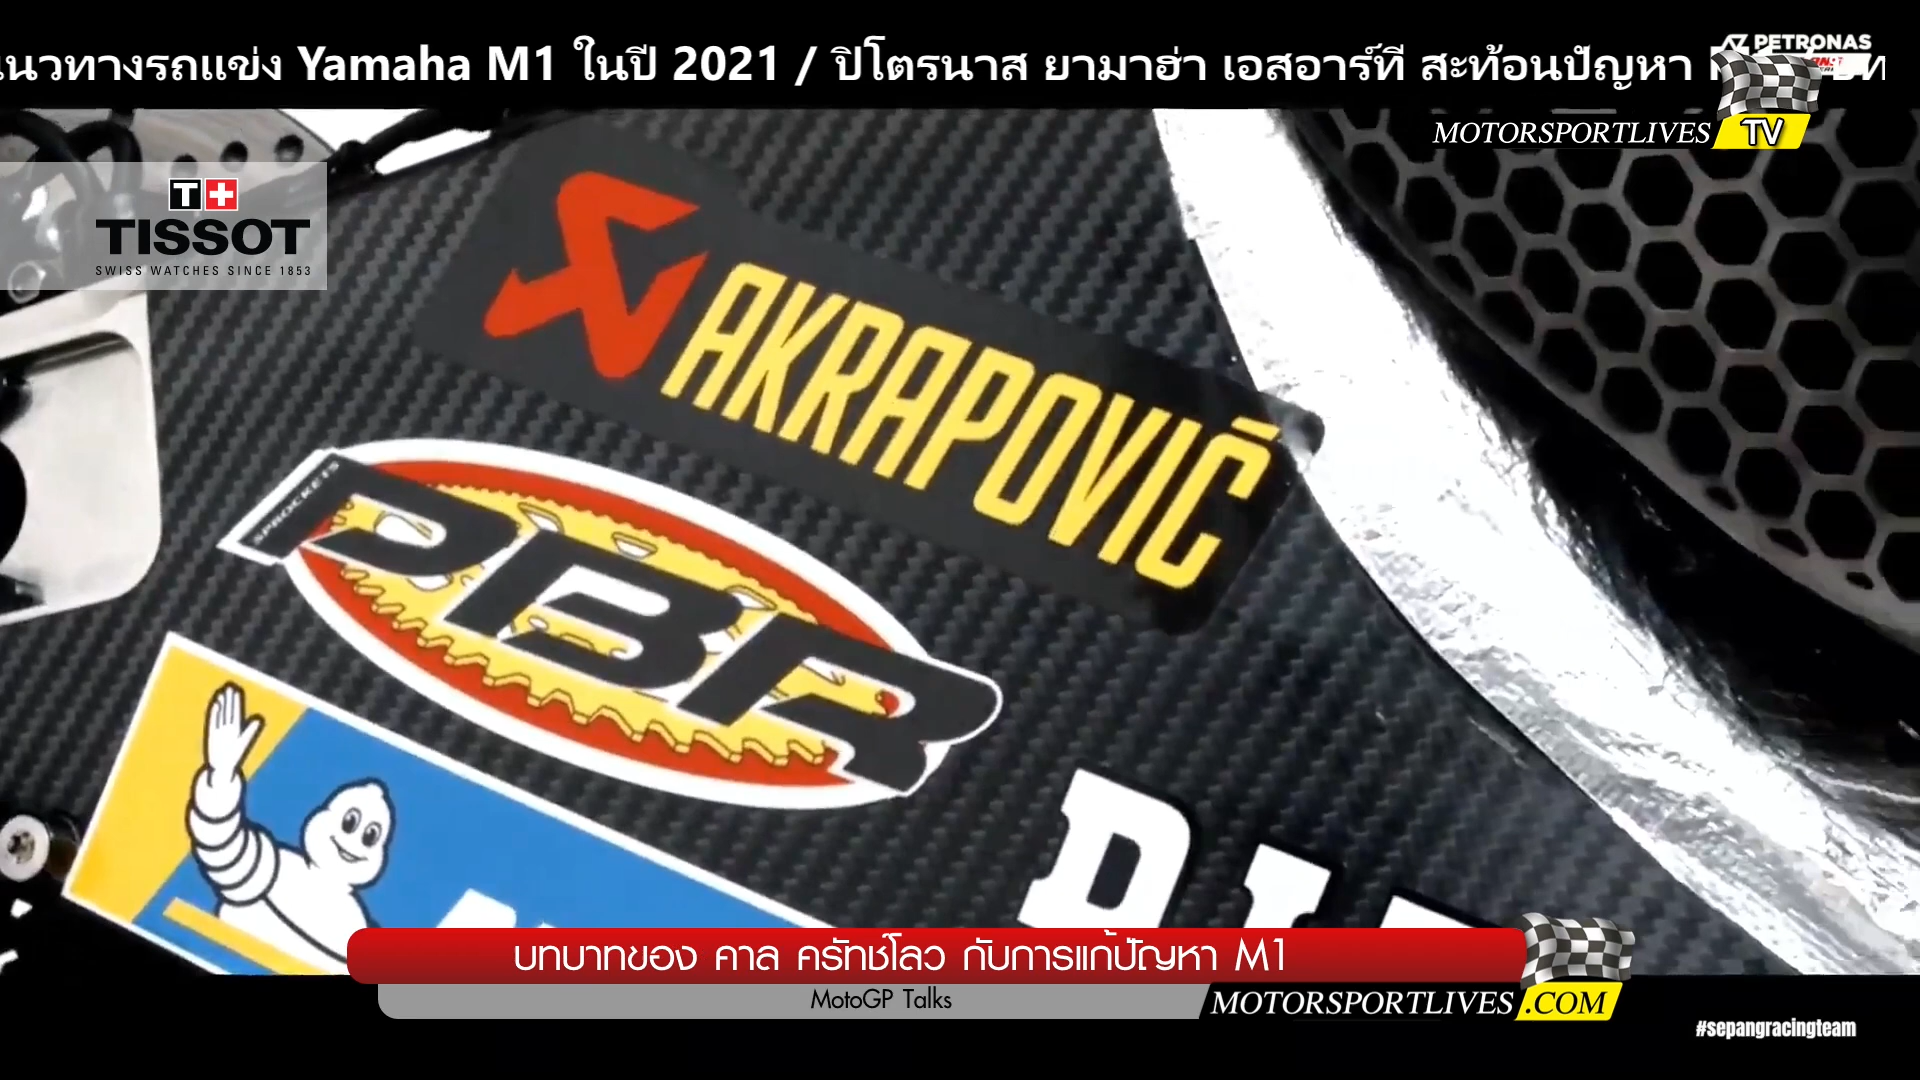 แนวทางรถแข่ง Yamaha M1 ในปี 2021 / ปิโตรนาส ยามาฮ่า เอสอาร์ที สะท้อนปัญหา
PETRONAS
MOTORSPORTLIVES TV
T+
TISSOT
SWISS WATCHES SINCE 1853
AKRAPOVIČ
SPROCKETS
PBR
บทบาทของ คาล ครัทช์โลว กับการแก้ปัญหา M1
MotoGP Talks
MOTORSPORTLIVES .COM
#sepangracingteam